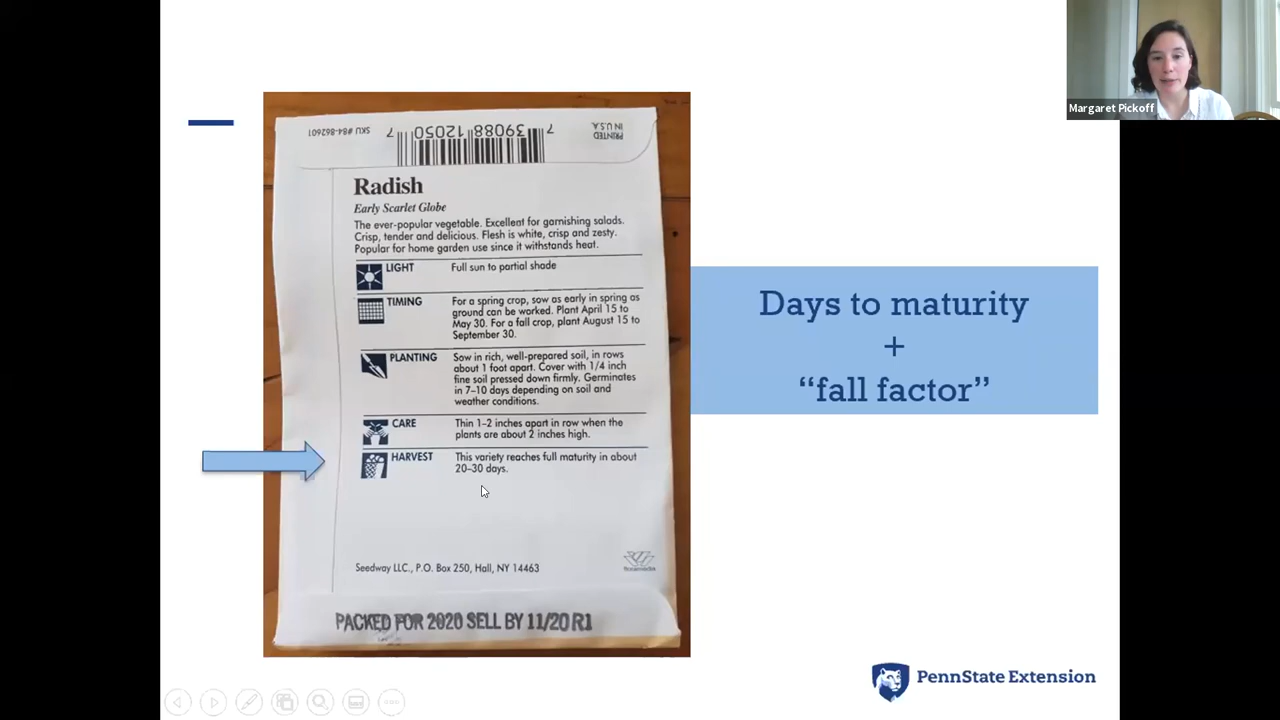 Margaret Pickoff
SKU #84-862601
7 39088 12050 7
PRINTED
IN U.S.A.
Radish
Early Scarlet Globe
The ever-popular vegetable. Excellent for garnishing salads.
Crisp, tender and delicious. Flesh is white, crisp and zesty.
Popular for home garden use since it withstands heat.
LIGHT Full sun to partial shade
TIMING For a spring crop, sow as early in spring as
ground can be worked. Plant April 15 to
May 30. For a fall crop, plant August 15 to
September 30.
PLANTING Sow in rich, well-prepared soil, in rows
about 1 foot apart. Cover with 1/4 inch
fine soil pressed down firmly. Germinates
in 7–10 days depending on soil and
weather conditions.
CARE Thin 1–2 inches apart in row when the
plants are about 2 inches high.
HARVEST This variety reaches full maturity in about
20–30 days.
Seedway LLC., P.O. Box 250, Hall, NY 14463
PACKED FOR 2020 SELL BY 11/20 R1
Days to maturity
+
“fall factor”
PennState Extension